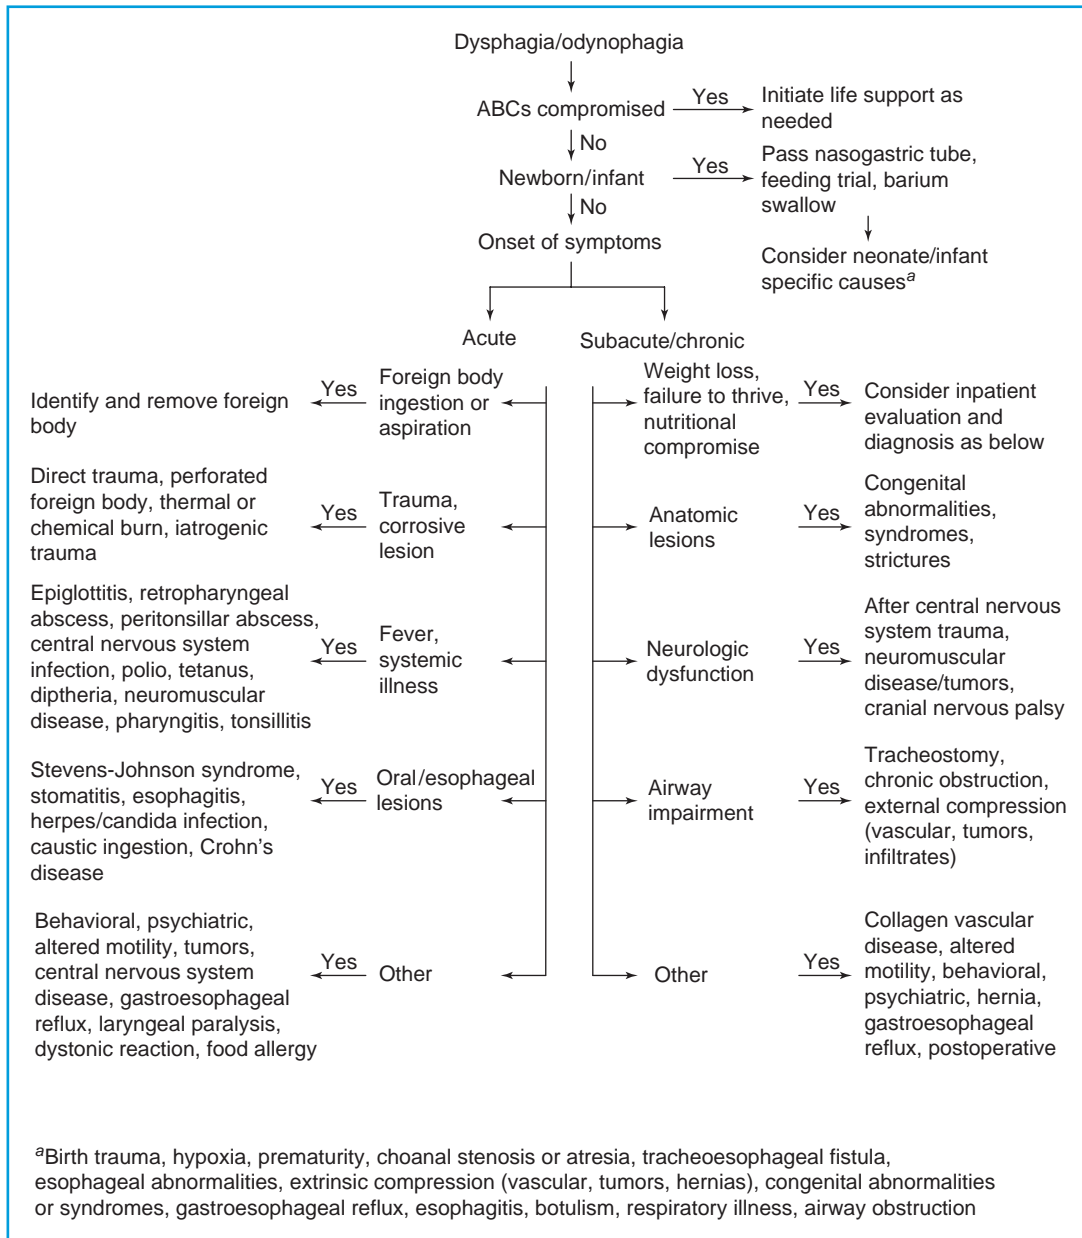 Dysphagia/odynophagia
ABCs compromised
Yes
Initiate life support as
needed
No
Newborn/infant
Yes
Pass nasogastric tube,
feeding trial, barium
swallow
No
Onset of symptoms
Consider neonate/infant
specific causesa
Acute
Subacute/chronic
Foreign body
ingestion or
aspiration
Yes
Identify and remove foreign
body
Trauma,
corrosive
lesion
Yes
Direct trauma, perforated
foreign body, thermal or
chemical burn, iatrogenic
trauma
Fever,
systemic
illness
Yes
Epiglottitis, retropharyngeal
abscess, peritonsillar abscess,
central nervous system
infection, polio, tetanus,
diptheria, neuromuscular
disease, pharyngitis, tonsillitis
Oral/esophageal
lesions
Yes
Stevens-Johnson syndrome,
stomatitis, esophagitis,
herpes/candida infection,
caustic ingestion, Crohn's
disease
Other
Yes
Behavioral, psychiatric,
altered motility, tumors,
central nervous system
disease, gastroesophageal
reflux, laryngeal paralysis,
dystonic reaction, food allergy
Weight loss,
failure to thrive,
nutritional
compromise
Yes
Consider inpatient
evaluation and
diagnosis as below
Anatomic
lesions
Yes
Congenital
abnormalities,
syndromes,
strictures
Neurologic
dysfunction
Yes
After central nervous
system trauma,
neuromuscular
disease/tumors,
cranial nervous palsy
Airway
impairment
Yes
Tracheostomy,
chronic obstruction,
external compression
(vascular, tumors,
infiltrates)
Other
Yes
Collagen vascular
disease, altered
motility, behavioral,
psychiatric, hernia,
gastroesophageal
reflux, postoperative
aBirth trauma, hypoxia, prematurity, choanal stenosis or atresia, tracheoesophageal fistula,
esophageal abnormalities, extrinsic compression (vascular, tumors, hernias), congenital abnormalities
or syndromes, gastroesophageal reflux, esophagitis, botulism, respiratory illness, airway obstruction